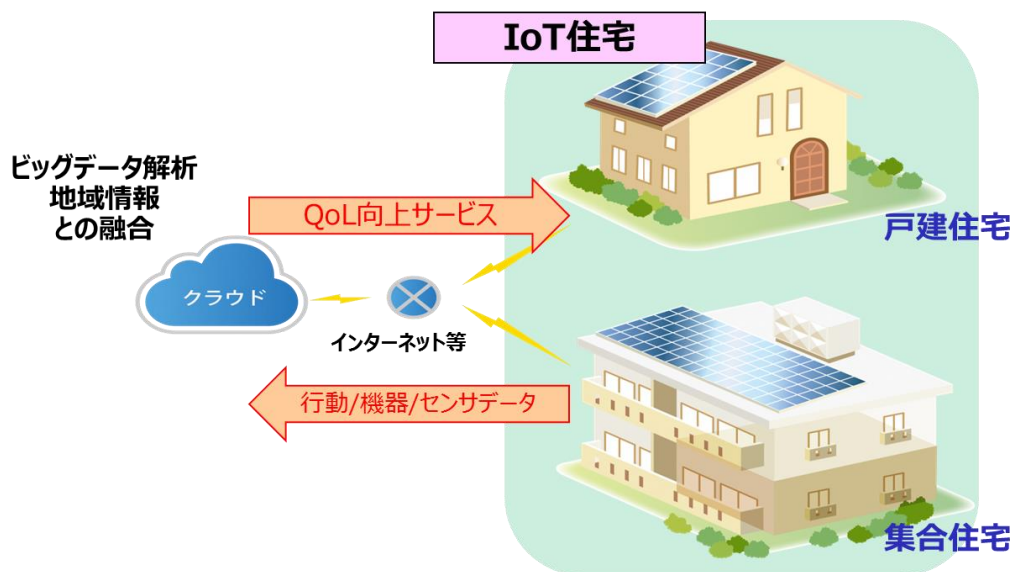 IoT住宅
ビッグデータ解析
地域情報
との融合
QoL向上サービス
戸建住宅
クラウド
インターネット等
行動/機器/センサデータ
集合住宅